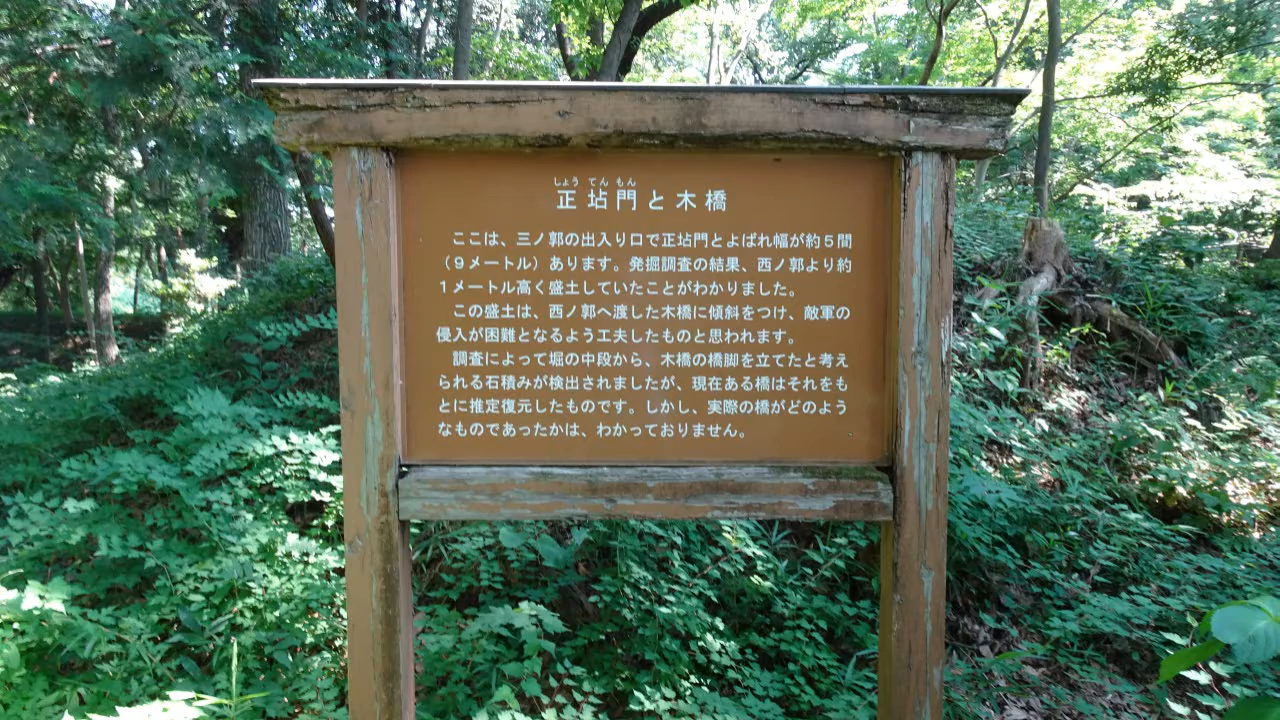 しょう てん もん
正坫門と木橋
ここは、三ノ郭の出入り口で正坫門とよばれ幅が約５間
（９メートル）あります。発掘調査の結果、西ノ郭より約
１メートル高く盛土していたことがわかりました。
この盛土は、西ノ郭へ渡した木橋に傾斜をつけ、敵軍の
侵入が困難となるよう工夫したものと思われます。
調査によって堀の中段から、木橋の橋脚を立てたと考え
られる石積みが検出されましたが、現在ある橋はそれをも
とに推定復元したものです。しかし、実際の橋がどのよう
なものであったかは、わかっておりません。